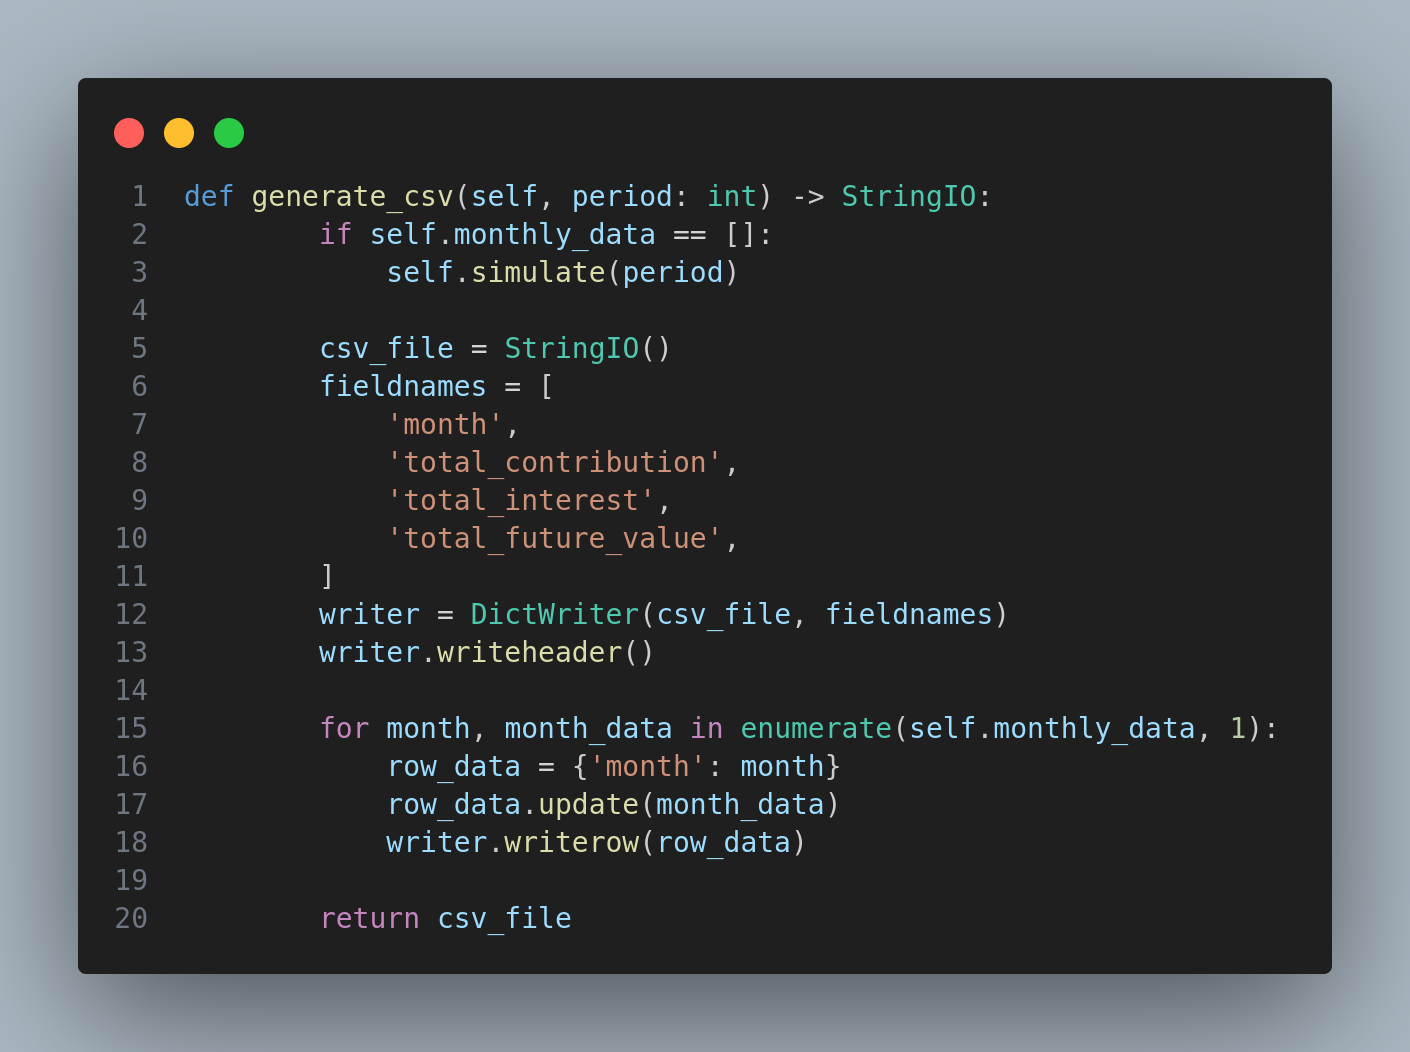 1 def generate_csv(self, period: int) -> StringIO:
2         if self.monthly_data == []:
3             self.simulate(period)
4
5         csv_file = StringIO()
6         fieldnames = [
7             'month',
8             'total_contribution',
9             'total_interest',
10             'total_future_value',
11         ]
12         writer = DictWriter(csv_file, fieldnames)
13         writer.writeheader()
14
15         for month, month_data in enumerate(self.monthly_data, 1):
16             row_data = {'month': month}
17             row_data.update(month_data)
18             writer.writerow(row_data)
19
20         return csv_file